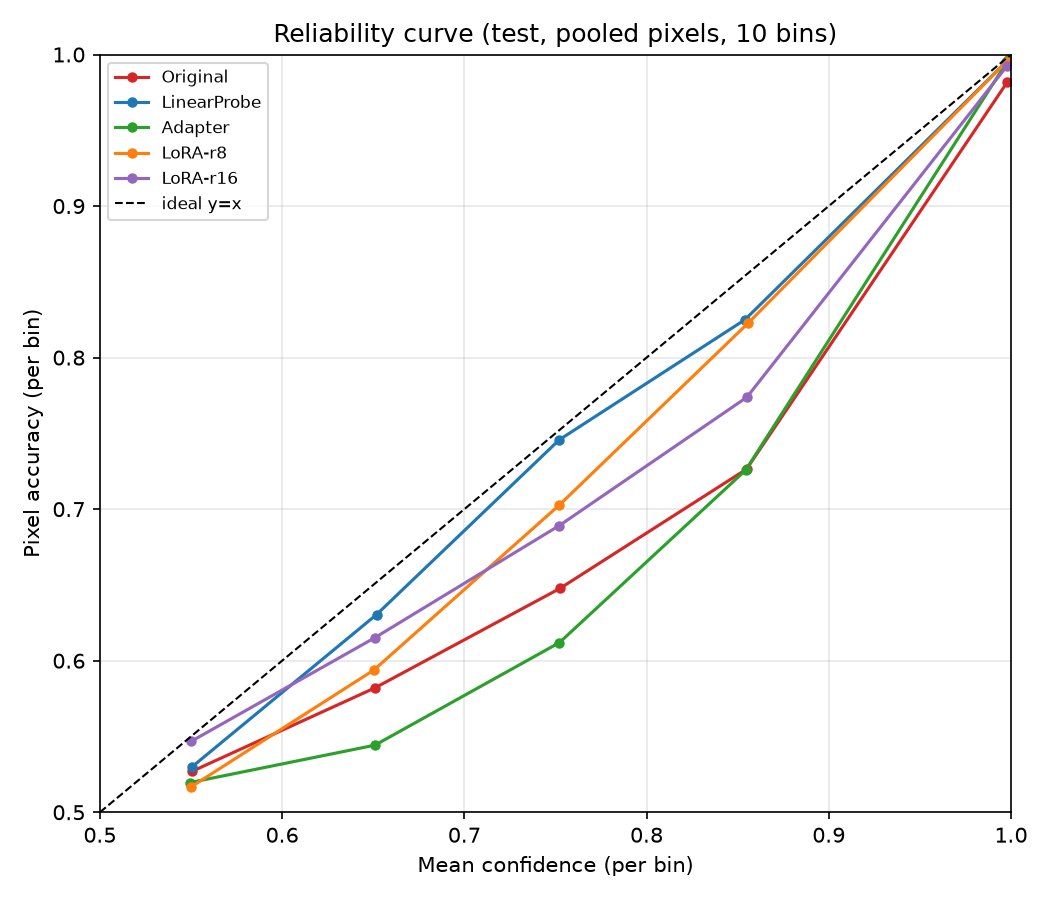 Reliability curve (test, pooled pixels, 10 bins)
Original
LinearProbe
Adapter
LoRA-r8
LoRA-r16
ideal y=x
1.0
0.9
0.8
0.7
0.6
0.5
Pixel accuracy (per bin)
0.5 0.6 0.7 0.8 0.9 1.0
Mean confidence (per bin)